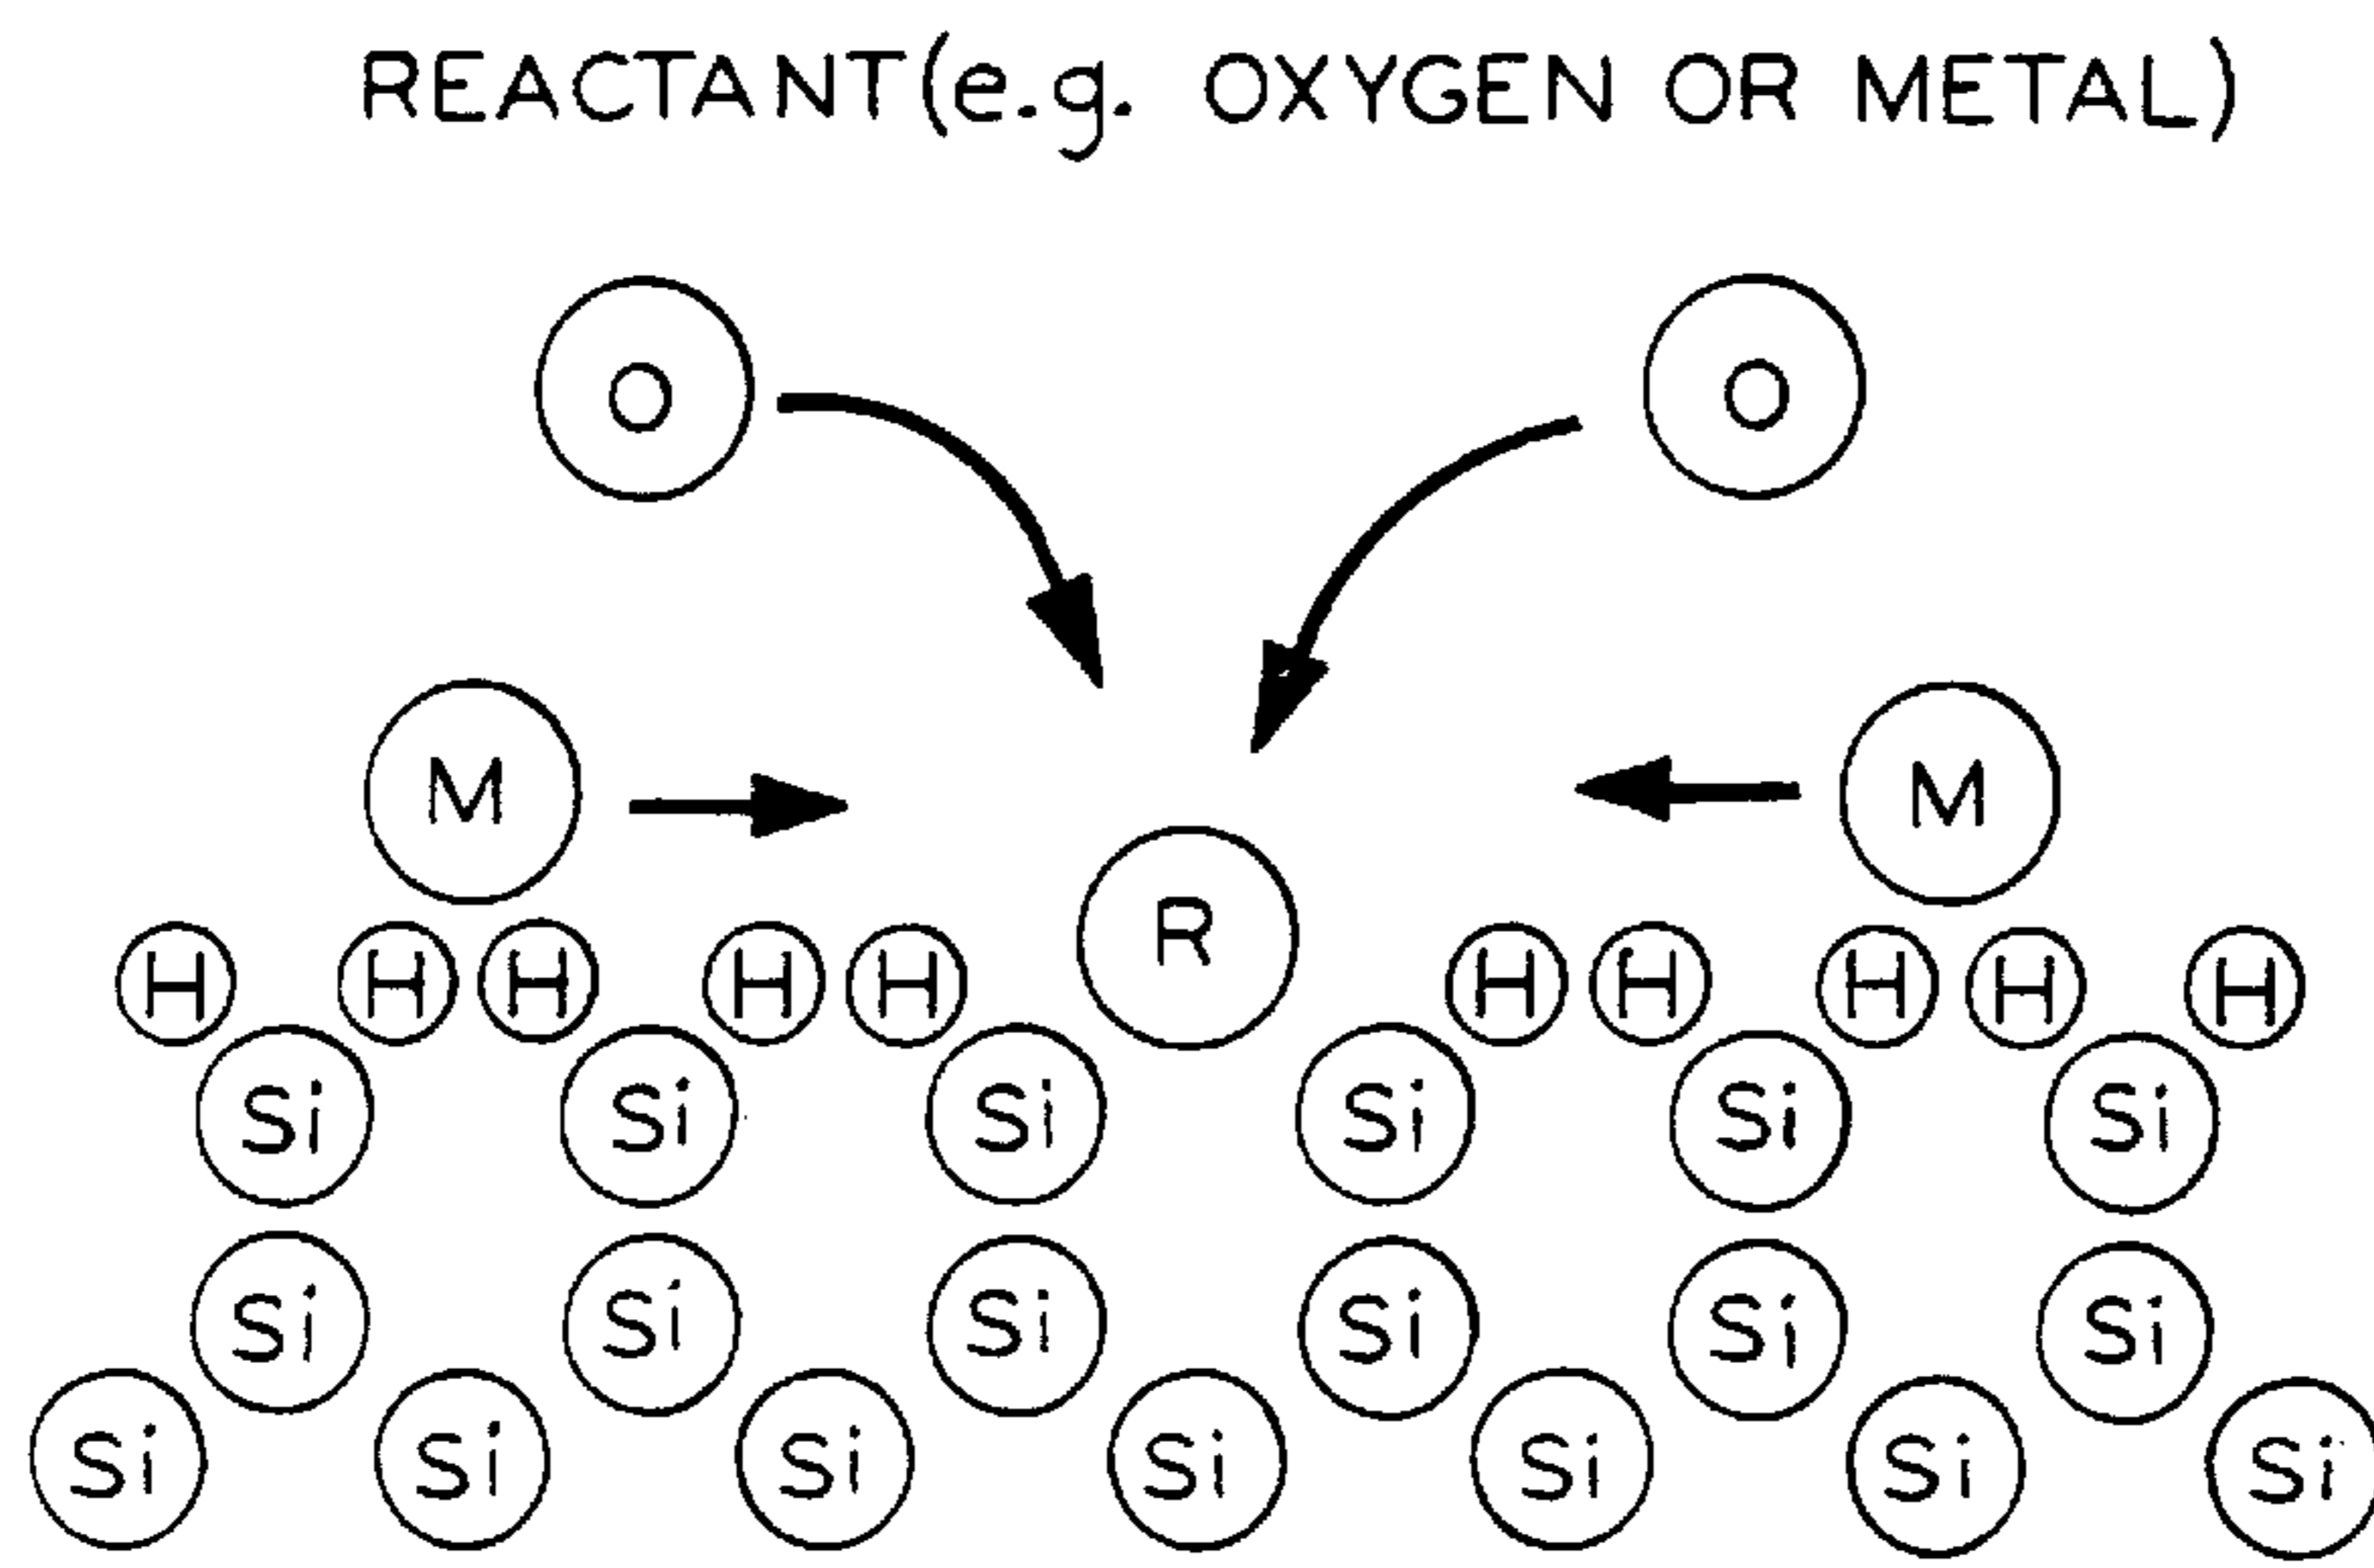 REACTANT(e.g. OXYGEN OR METAL)
O O
M M
R
H H H H H H H H H H
Si Si Si Si Si Si
Si Si Si Si Si Si
Si Si Si Si Si Si Si